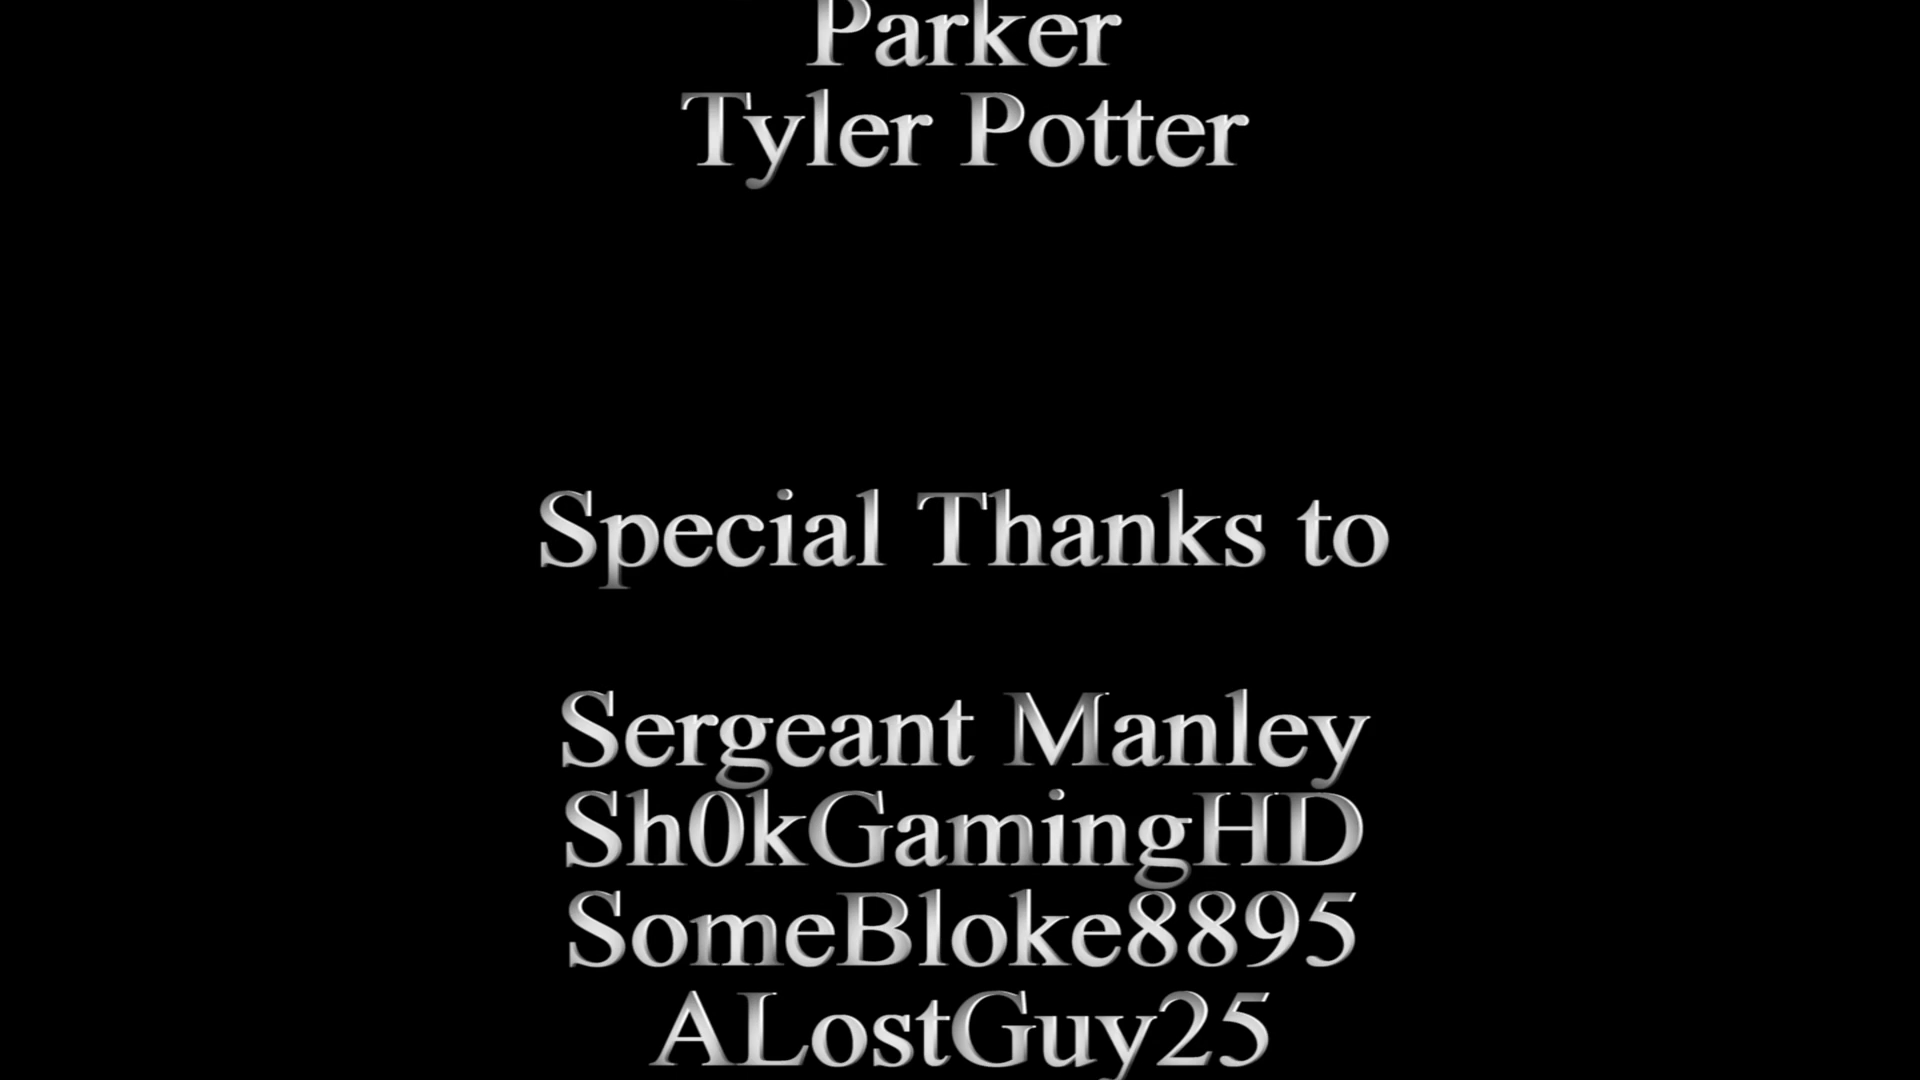 Parker
Tyler Potter
Special Thanks to
Sergeant Manley
Sh0kGamingHD
SomeBloke8895
ALostGuy25